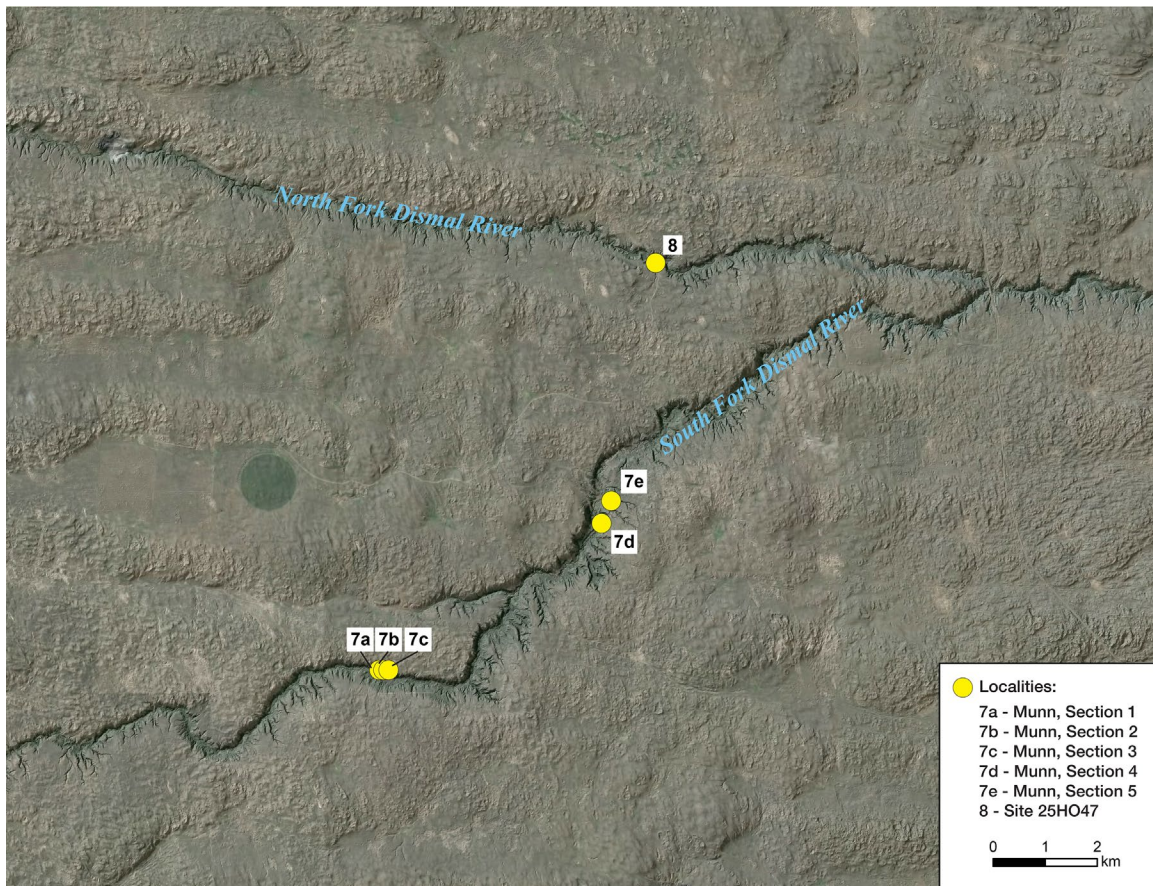 North Fork Dismal River
8
South Fork Dismal River
7e
7d
7a 7b 7c
Localities:
7a - Munn, Section 1
7b - Munn, Section 2
7c - Munn, Section 3
7d - Munn, Section 4
7e - Munn, Section 5
8 - Site 25HO47
0 1 2
km